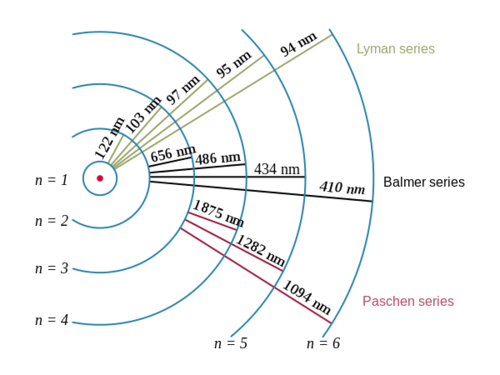 94 nm
Lyman series
95 nm
97 nm
103 nm
122 nm
656 nm
486 nm
434 nm
410 nm
Balmer series
n = 1
1875 nm
n = 2
1282 nm
n = 3
1094 nm
Paschen series
n = 4
n = 5
n = 6